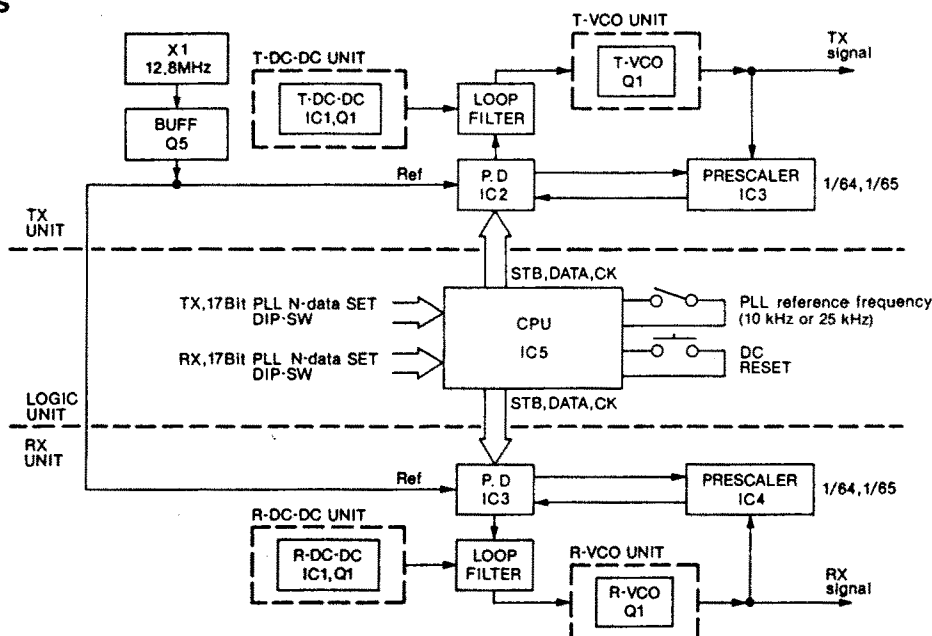 S
T-VCO UNIT
TX
signal
X1
12.8MHz
T-DC-DC UNIT
T-DC-DC
IC1,Q1
LOOP
FILTER
T-VCO
Q1
BUFF
Q5
Ref
P.D
IC2
PRESCALER
IC3
1/64,1/65
TX
UNIT
STB,DATA,CK
TX,17Bit PLL N-data SET
DIP-SW
CPU
IC5
PLL reference frequency
(10 kHz or 25 kHz)
RX,17Bit PLL N-data SET
DIP-SW
DC
RESET
LOGIC
UNIT
STB,DATA,CK
RX
UNIT
Ref
P.D
IC3
PRESCALER
IC4
1/64,1/65
R-DC-DC UNIT
R-DC-DC
IC1,Q1
LOOP
FILTER
R-VCO UNIT
R-VCO
Q1
RX
signal